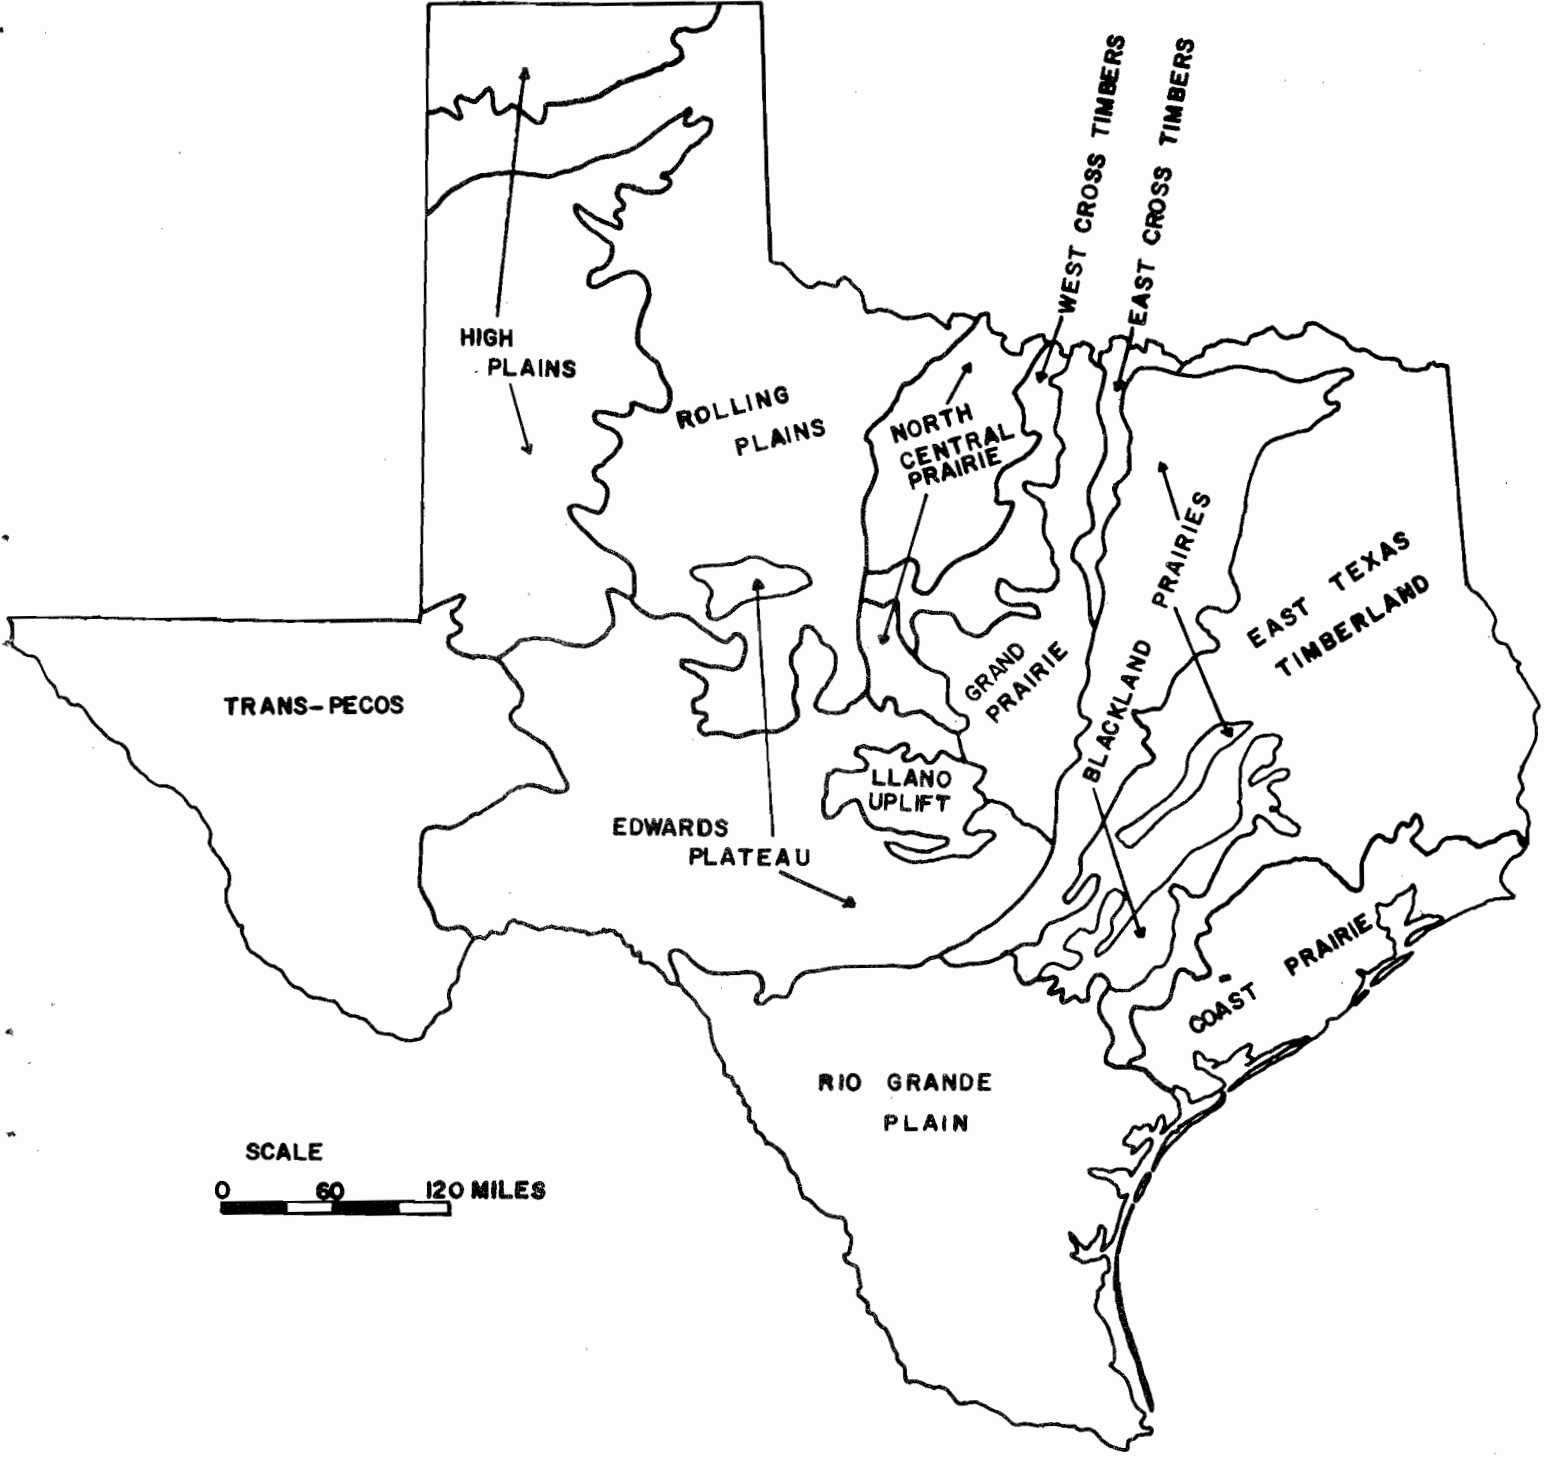 WEST CROSS TIMBERS
EAST CROSS TIMBERS
HIGH
PLAINS
ROLLING
PLAINS
NORTH
CENTRAL
PRAIRIE
BLACKLAND PRAIRIES
EAST TEXAS
TIMBERLAND
GRAND
PRAIRIE
TRANS-PECOS
LLANO
UPLIFT
EDWARDS
PLATEAU
COAST PRAIRIE
RIO GRANDE
PLAIN
SCALE
0 60 120 MILES